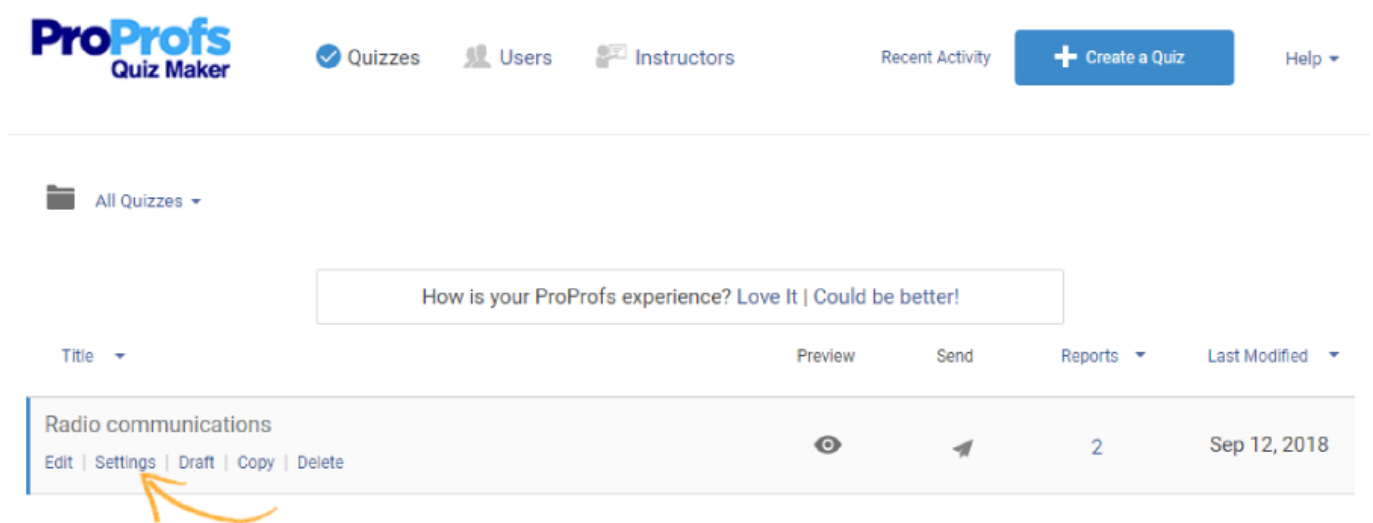 ProProfs
Quiz Maker
Quizzes Users Instructors Recent Activity Create a Quiz Help
All Quizzes
How is your ProProfs experience? Love It | Could be better!
Title Preview Send Reports Last Modified
Radio communications
Edit | Settings | Draft | Copy | Delete
2 Sep 12, 2018